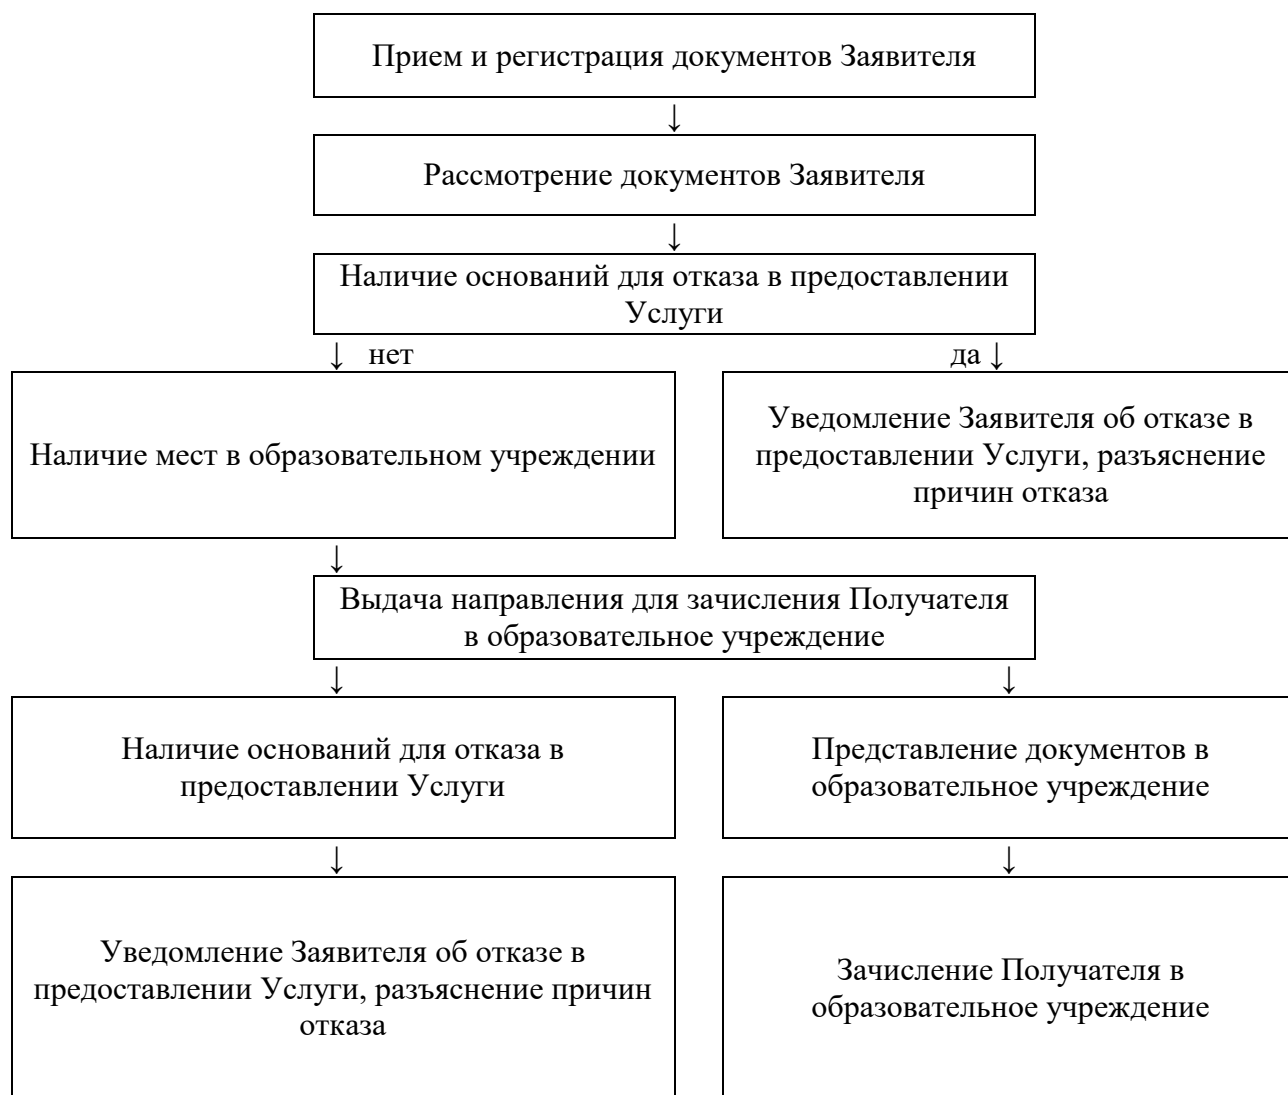 Прием и регистрация документов Заявителя
↓
Рассмотрение документов Заявителя
↓
Наличие оснований для отказа в предоставлении
Услуги
↓ нет
да ↓
Наличие мест в образовательном учреждении
Уведомление Заявителя об отказе в
предоставлении Услуги, разъяснение
причин отказа
↓
Выдача направления для зачисления Получателя
в образовательное учреждение
↓
↓
Наличие оснований для отказа в
предоставлении Услуги
Представление документов в
образовательное учреждение
↓
↓
Уведомление Заявителя об отказе в
предоставлении Услуги, разъяснение причин
отказа
Зачисление Получателя в
образовательное учреждение